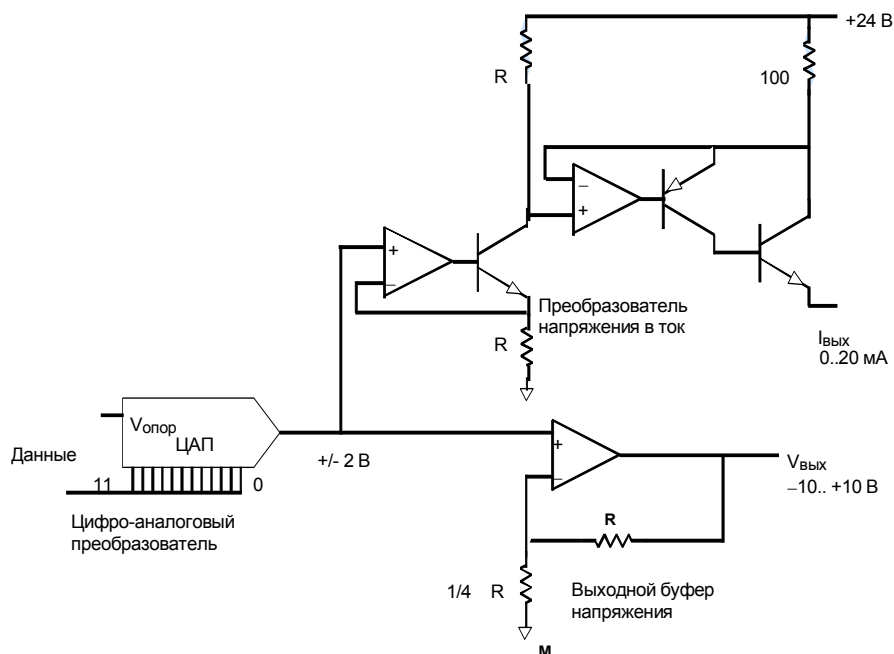 +24 В
R
100
−
+
+
−
Преобразователь
напряжения в ток
R
Iвых
0..20 мА
Vопор
ЦАП
Данные
11
0
+/- 2 В
Цифро-аналоговый
преобразователь
+
−
Vвых
−10.. +10 В
R
1/4 R
Выходной буфер
напряжения
М